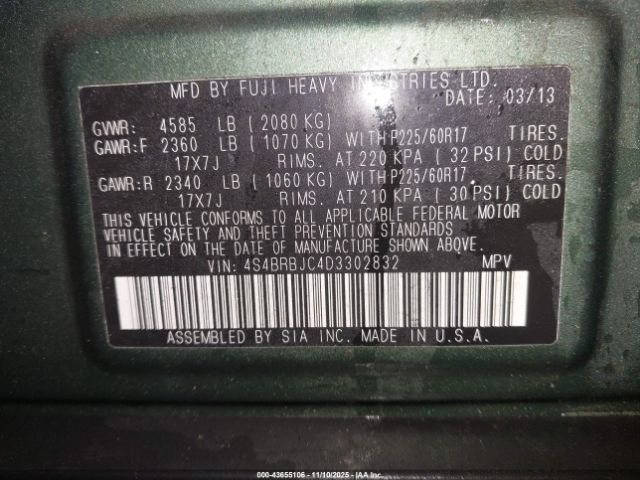 MFD BY FUJI HEAVY INDUSTRIES LTD.
DATE: 03/13
GVWR: 4585 LB ( 2080 KG)
GAWR:F 2360 LB ( 1070 KG) WITH P225/60R17 TIRES.
17X7J RIMS. AT 220 KPA ( 32 PSI) COLD
GAWR:R 2340 LB ( 1060 KG) WITH P225/60R17. TIRES.
17X7J RIMS. AT 210 KPA ( 30 PSI) COLD
THIS VEHICLE CONFORMS TO ALL APPLICABLE FEDERAL MOTOR
VEHICLE SAFETY AND THEFT PREVENTION STANDARDS
IN EFFECT ON THE DATE OF MANUFACTURE SHOWN ABOVE.
VIN: 4S4BRBJC4D3302832 MPV
ASSEMBLED BY SIA INC. MADE IN U.S.A.
000-43655106 - 11/10/2025 - IAAI.COM